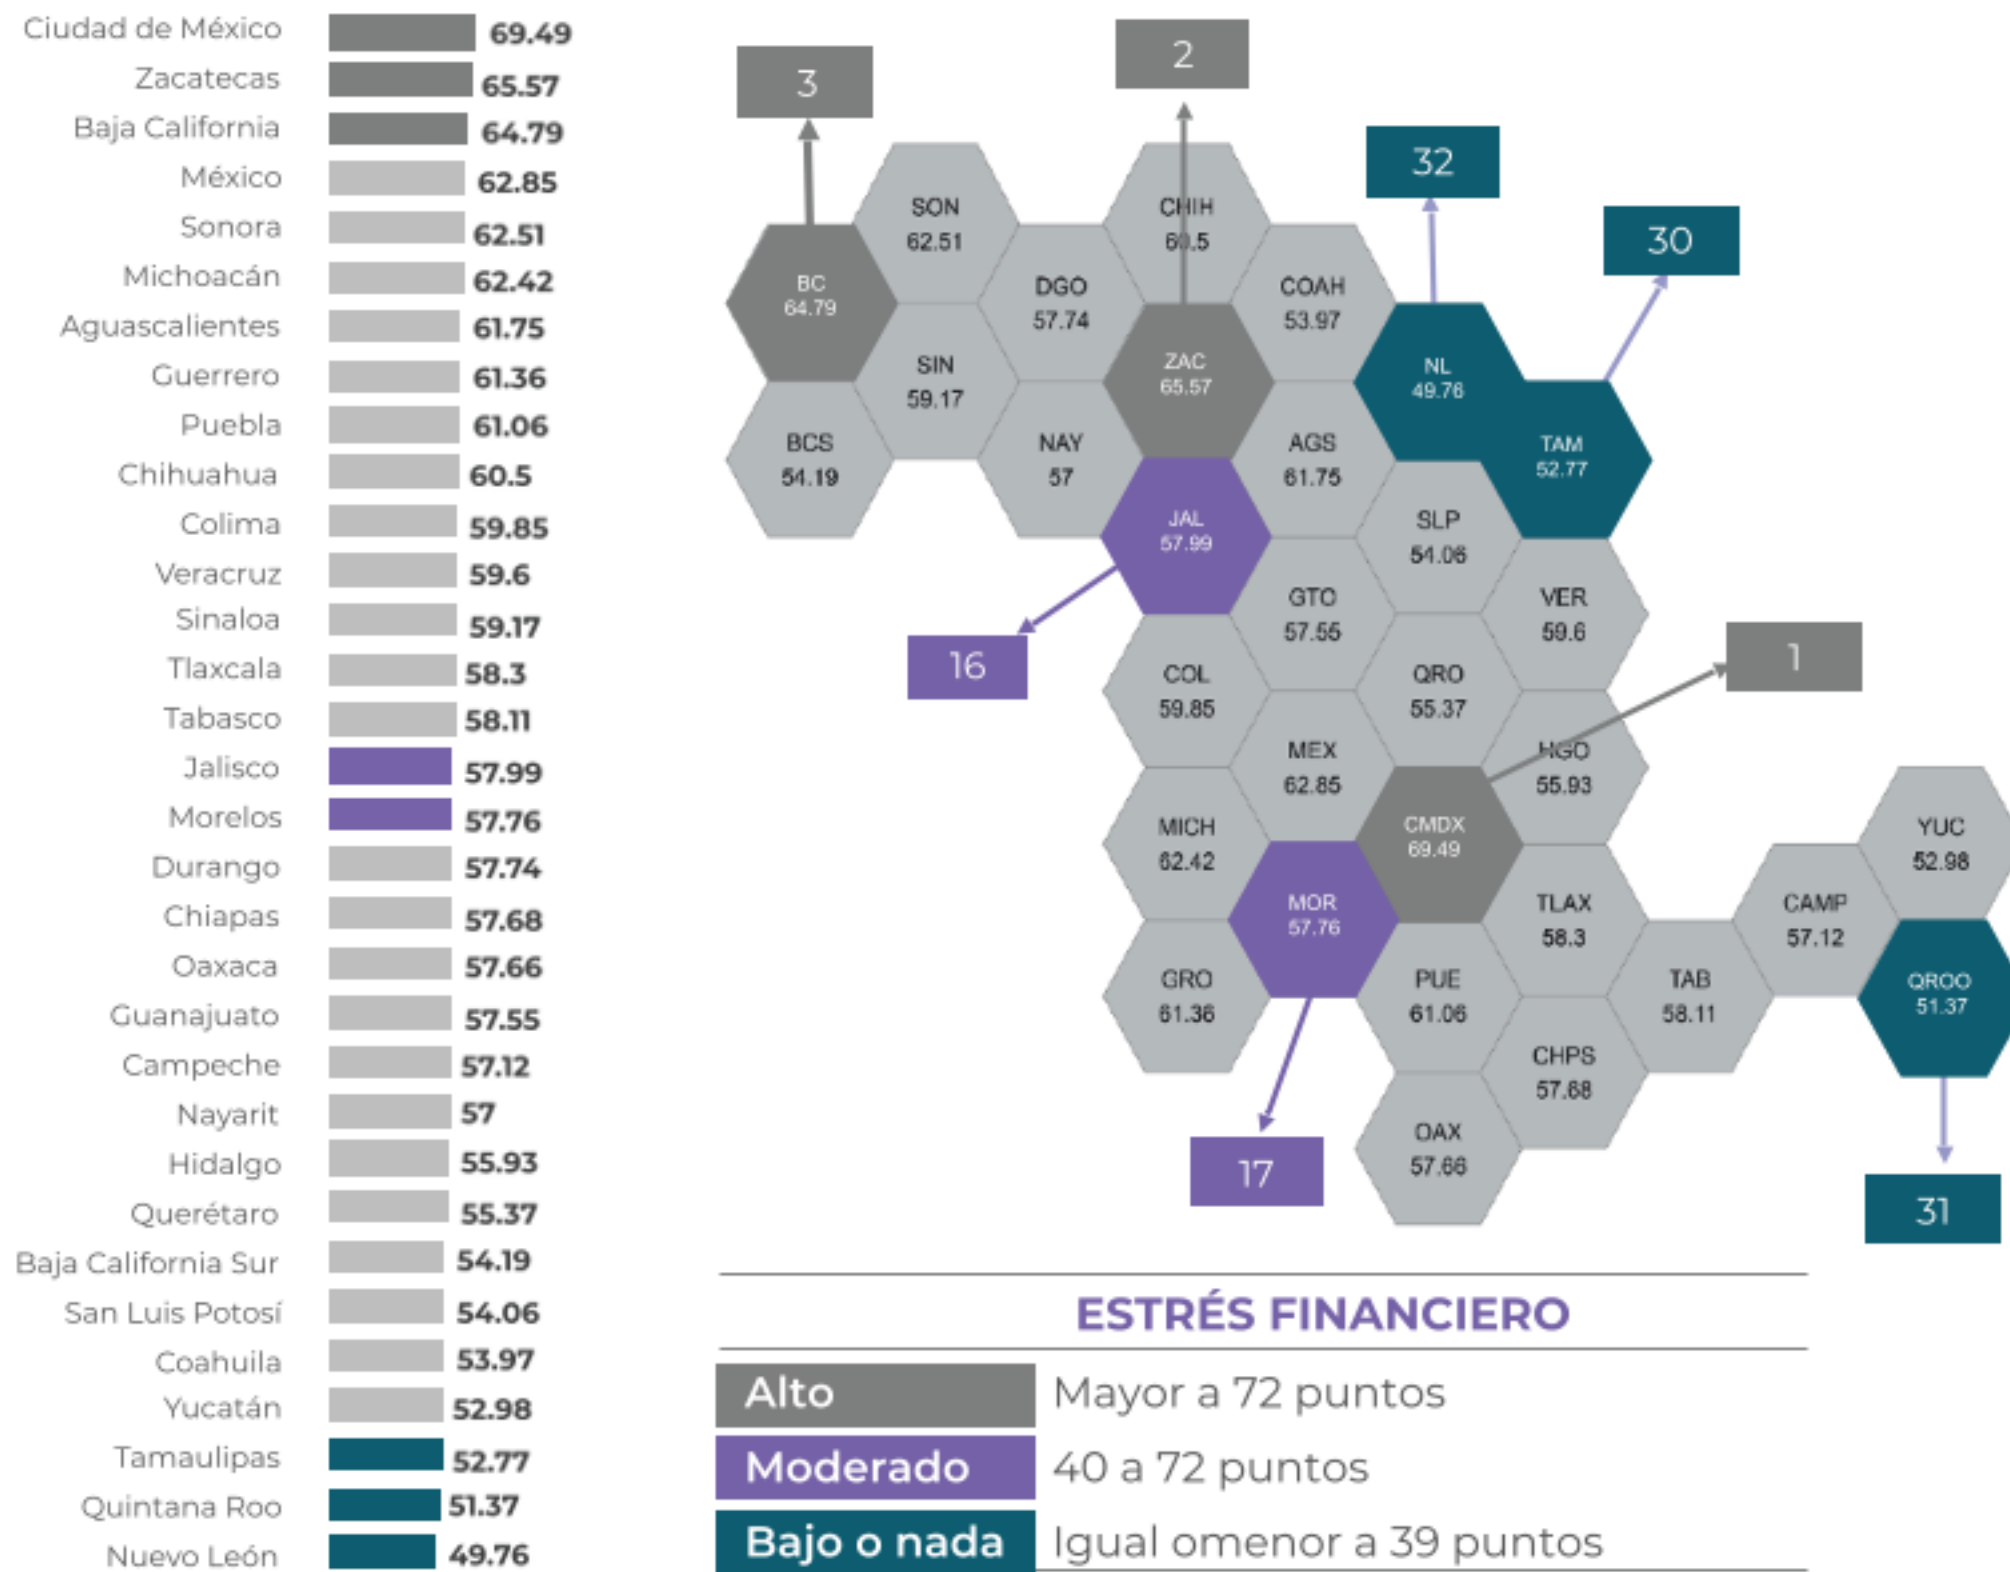 Ciudad de México 69.49
Zacatecas 65.57
Baja California 64.79
México 62.85
Sonora 62.51
Michoacán 62.42
Aguascalientes 61.75
Guerrero 61.36
Puebla 61.06
Chihuahua 60.5
Colima 59.85
Veracruz 59.6
Sinaloa 59.17
Tlaxcala 58.3
Tabasco 58.11
Jalisco 57.99
Morelos 57.76
Durango 57.74
Chiapas 57.68
Oaxaca 57.66
Guanajuato 57.55
Campeche 57.12
Nayarit 57
Hidalgo 55.93
Querétaro 55.37
Baja California Sur 54.19
San Luis Potosí 54.06
Coahuila 53.97
Yucatán 52.98
Tamaulipas 52.77
Quintana Roo 51.37
Nuevo León 49.76
3
2
32
30
SON
62.51
CHIH
60.5
BC
64.79
DGO
57.74
COAH
53.97
SIN
59.17
ZAC
65.57
NL
49.76
BCS
54.19
NAY
57
AGS
61.75
TAM
52.77
JAL
57.99
SLP
54.06
GTO
57.55
VER
59.6
16
1
COL
59.85
QRO
55.37
MEX
62.85
HGO
55.93
MICH
62.42
CMDX
69.49
YUC
52.98
MOR
57.76
TLAX
58.3
CAMP
57.12
GRO
61.36
PUE
61.06
TAB
58.11
QROO
51.37
CHPS
57.68
OAX
57.66
17
31
ESTRÉS FINANCIERO
Alto Mayor a 72 puntos
Moderado 40 a 72 puntos
Bajo o nada Igual omenor a 39 puntos